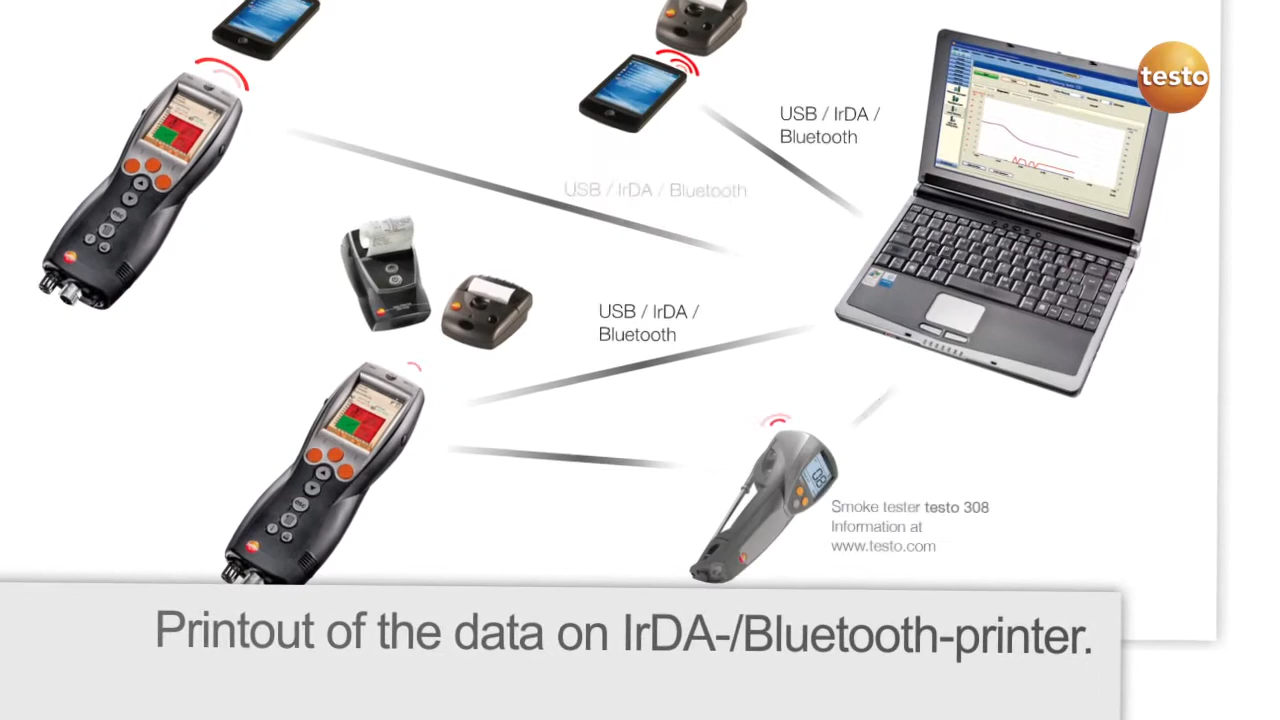 testo
USB / IrDA /
Bluetooth
USB / IrDA / Bluetooth
USB / IrDA /
Bluetooth
Smoke tester testo 308
Information at
www.testo.com
Printout of the data on IrDA-/Bluetooth-printer.